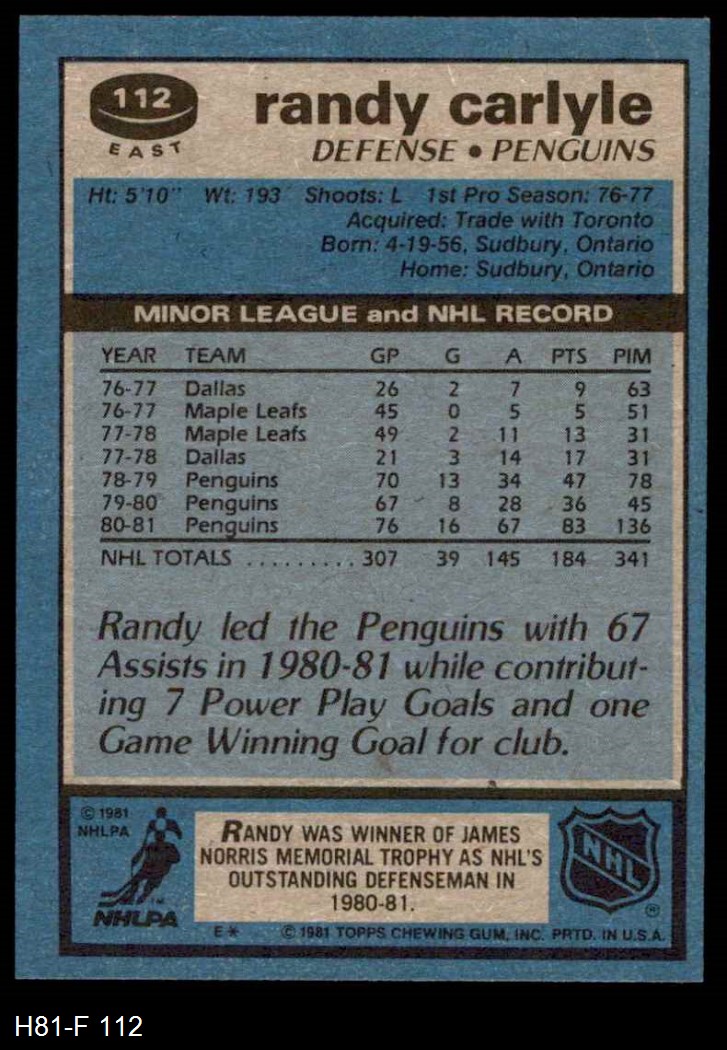 112
EAST
randy carlyle
DEFENSE • PENGUINS
Ht: 5'10" Wt: 193 Shoots: L 1st Pro Season: 76-77
Acquired: Trade with Toronto
Born: 4-19-56, Sudbury, Ontario
Home: Sudbury, Ontario
MINOR LEAGUE and NHL RECORD
YEAR TEAM GP G A PTS PIM
76-77 Dallas 26 2 7 9 63
76-77 Maple Leafs 45 0 5 5 51
77-78 Maple Leafs 49 2 11 13 31
77-78 Dallas 21 3 14 17 31
78-79 Penguins 70 13 34 47 78
79-80 Penguins 67 8 28 36 45
80-81 Penguins 76 16 67 83 136
NHL TOTALS .......... 307 39 145 184 341
Randy led the Penguins with 67
Assists in 1980-81 while contribut-
ing 7 Power Play Goals and one
Game Winning Goal for club.
© 1981
NHLPA
NHLPA
RANDY WAS WINNER OF JAMES
NORRIS MEMORIAL TROPHY AS NHL'S
OUTSTANDING DEFENSEMAN IN
1980-81.
NHL
®
E* © 1981 TOPPS CHEWING GUM, INC. PRTD. IN U.S.A.
H81-F 112